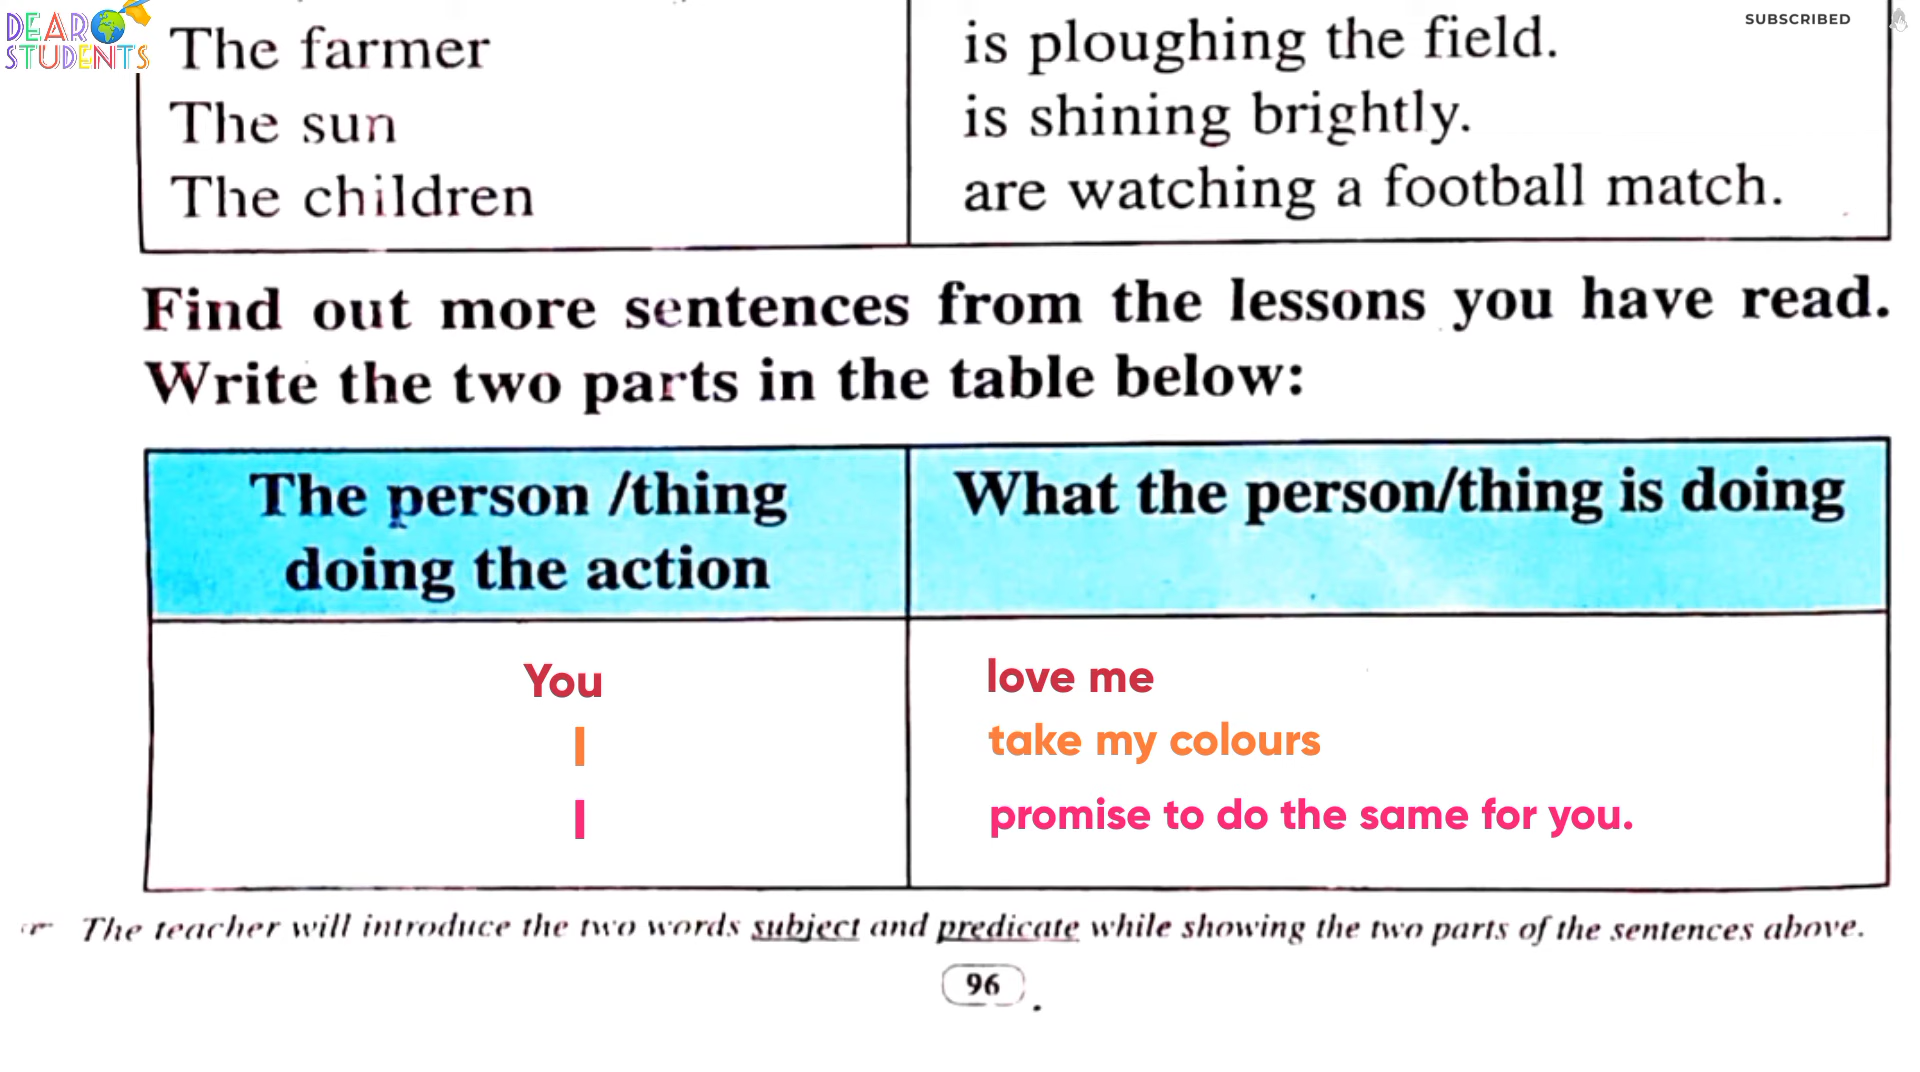 DEAR
STUDENTS
SUBSCRIBED
The farmer is ploughing the field.
The sun is shining brightly.
The children are watching a football match.
Find out more sentences from the lessons you have read.
Write the two parts in the table below:
The person /thing What the person/thing is doing
doing the action
You love me
I take my colours
I promise to do the same for you.
The teacher will introduce the two words subject and predicate while showing the two parts of the sentences above.
96